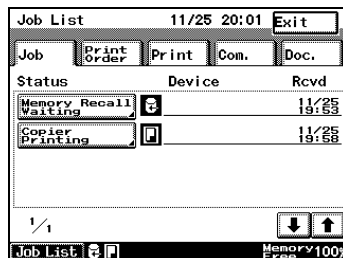 Job List 11/25 20:01 Exit
Job Print Order Print Com. Doc.
Status Device Rcvd
Memory Recall Waiting 11/25 19:53
Copier Printing 11/25 19:58
1/1
Job List Memory Free 100%